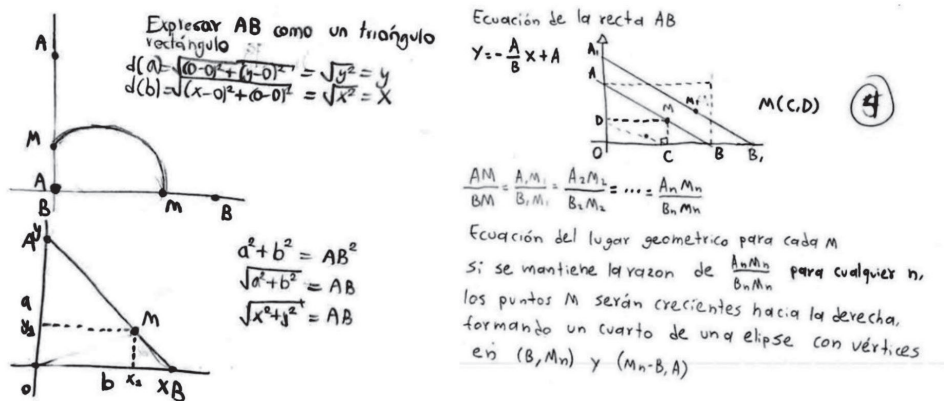 A
M
A
B
M
B
Expresar AB como un triángulo
rectángulo
d(a)=√(0-0)²+(y-0)² = √y² = y
d(b)=√(x-0)²+(0-0)² = √x² = X
A y
a
y₁
M
o
b
x₁
X B
a²+b² = AB²
√a²+b² = AB
√x²+y² = AB
Ecuación de la recta AB
Y=-A/B X+A
A₁
A
D
O
C
M
M₁
B
B₁
M(C,D)
4
AM/BM = A₁M₁/B₁M₁ = A₂M₂/B₂M₂ = .... = AnMn/BnMn
Ecuación del lugar geometrico para cada M
si se mantiene la razon de AnMn/BnMn para cualquier n,
los puntos M serán crecientes hacia la derecha,
formando un cuarto de una elipse con vértices
en (B,Mn) y (Mn-B,A)